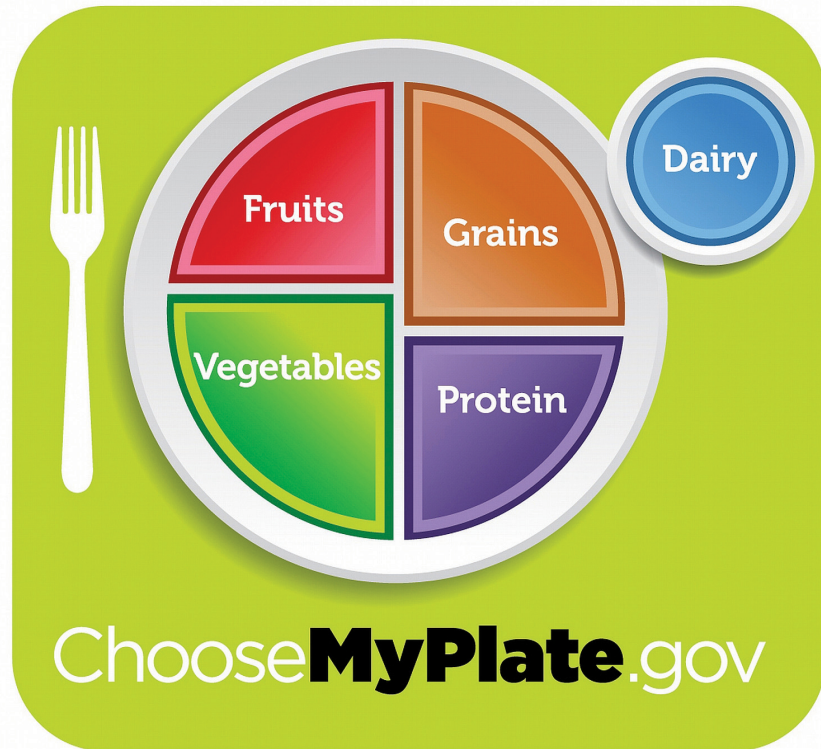 Fruits
Grains
Dairy
Vegetables
Protein
ChooseMyPlate.gov